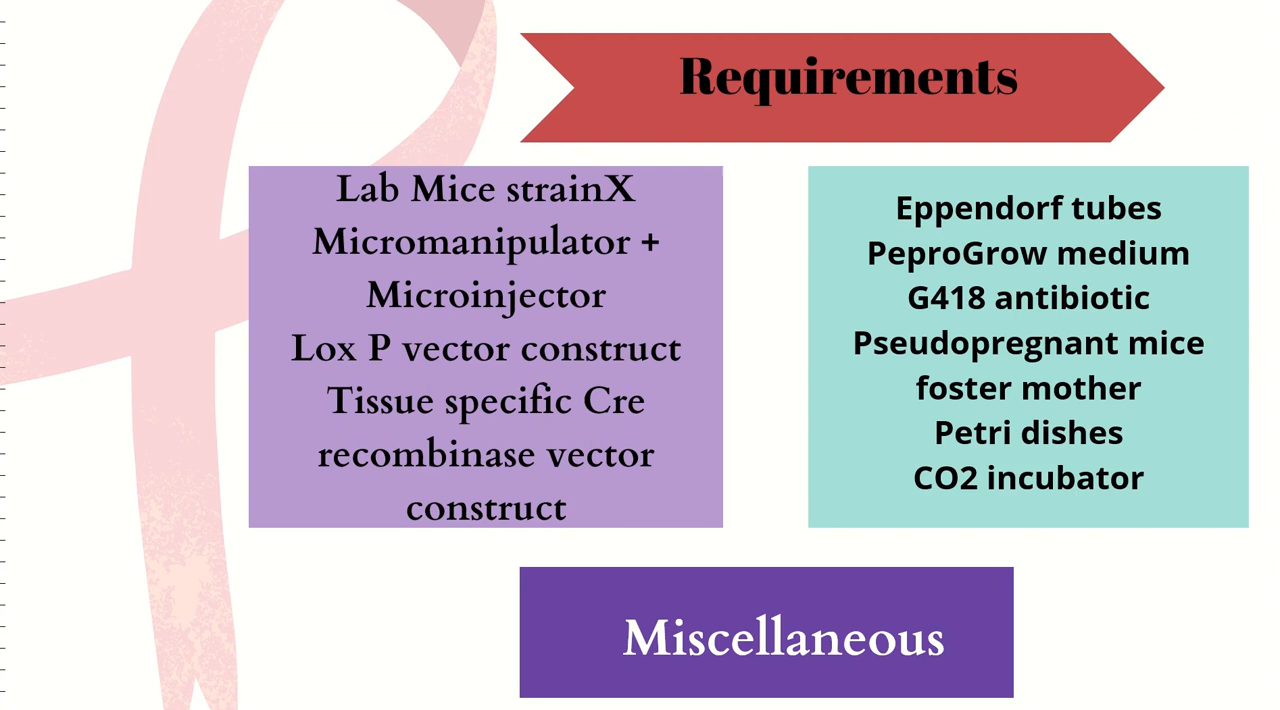 Requirements
Lab Mice strainX
Micromanipulator +
Microinjector
Lox P vector construct
Tissue specific Cre
recombinase vector
construct
Eppendorf tubes
PeproGrow medium
G418 antibiotic
Pseudopregnant mice
foster mother
Petri dishes
CO2 incubator
Miscellaneous